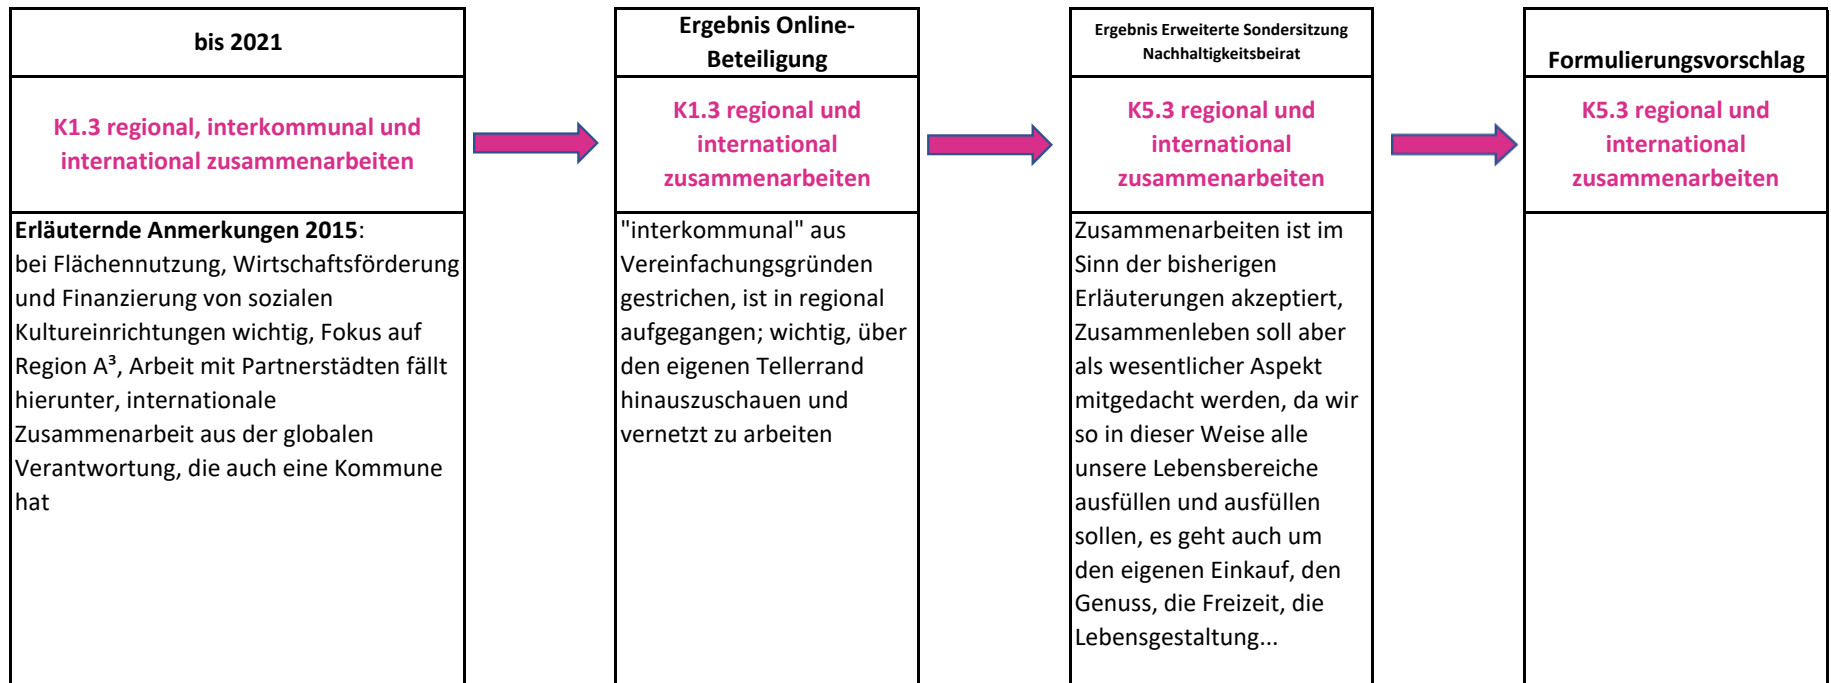 bis 2021
K1.3 regional, interkommunal und
international zusammenarbeiten
Erläuternde Anmerkungen 2015:
bei Flächennutzung, Wirtschaftsförderung
und Finanzierung von sozialen
Kultureinrichtungen wichtig, Fokus auf
Region A³, Arbeit mit Partnerstädten fällt
hierunter, internationale
Zusammenarbeit aus der globalen
Verantwortung, die auch eine Kommune
hat
Ergebnis Online-
Beteiligung
K1.3 regional und
international
zusammenarbeiten
"interkommunal" aus
Vereinfachungsgründen
gestrichen, ist in regional
aufgegangen; wichtig, über
den eigenen Tellerrand
hinauszuschauen und
vernetzt zu arbeiten
Ergebnis Erweiterte Sondersitzung
Nachhaltigkeitsbeirat
K5.3 regional und
international
zusammenarbeiten
Zusammenarbeiten ist im
Sinn der bisherigen
Erläuterungen akzeptiert,
Zusammenleben soll aber
als wesentlicher Aspekt
mitgedacht werden, da wir
so in dieser Weise alle
unsere Lebensbereiche
ausfüllen und ausfüllen
sollen, es geht auch um
den eigenen Einkauf, den
Genuss, die Freizeit, die
Lebensgestaltung...
Formulierungsvorschlag
K5.3 regional und
international
zusammenarbeiten